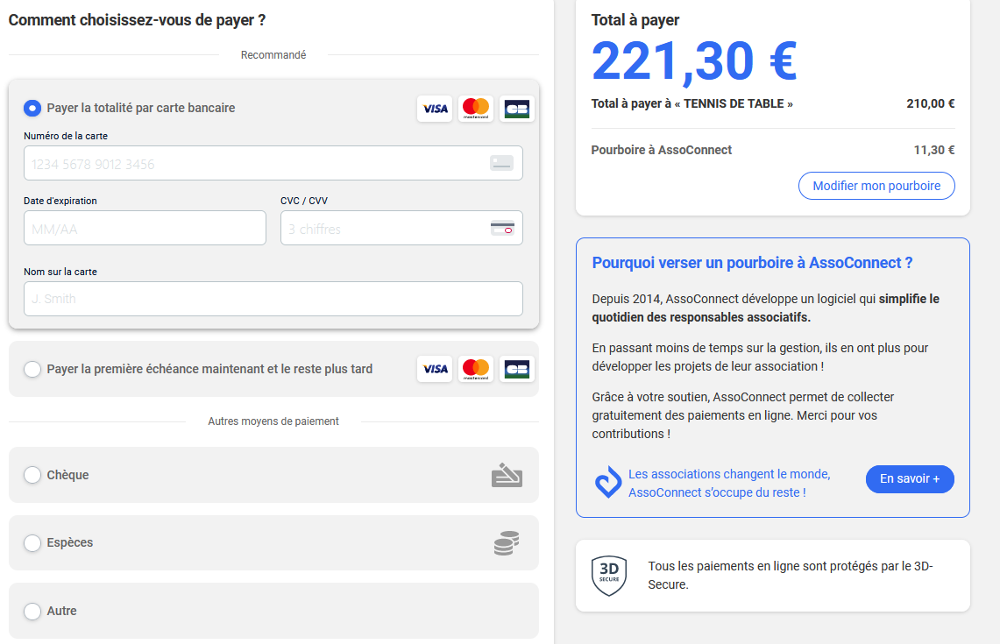 Comment choisissez-vous de payer ?
Recommandé
Payer la totalité par carte bancaire
VISA
mastercard
CB
Numéro de la carte
1234 5678 9012 3456
Date d'expiration
CVC / CVV
MM/AA
3 chiffres
Nom sur la carte
J. Smith
Payer la première échéance maintenant et le reste plus tard
VISA
mastercard
CB
Autres moyens de paiement
Chèque
Espèces
Autre
Total à payer
221,30 €
Total à payer à « TENNIS DE TABLE »
210,00 €
Pourboire à AssoConnect
11,30 €
Modifier mon pourboire
Pourquoi verser un pourboire à AssoConnect ?
Depuis 2014, AssoConnect développe un logiciel qui simplifie le
quotidien des responsables associatifs.
En passant moins de temps sur la gestion, ils en ont plus pour
développer les projets de leur association !
Grâce à votre soutien, AssoConnect permet de collecter
gratuitement des paiements en ligne. Merci pour vos
contributions !
Les associations changent le monde,
AssoConnect s'occupe du reste !
En savoir +
3D
SECURE
Tous les paiements en ligne sont protégés par le 3D-
Secure.